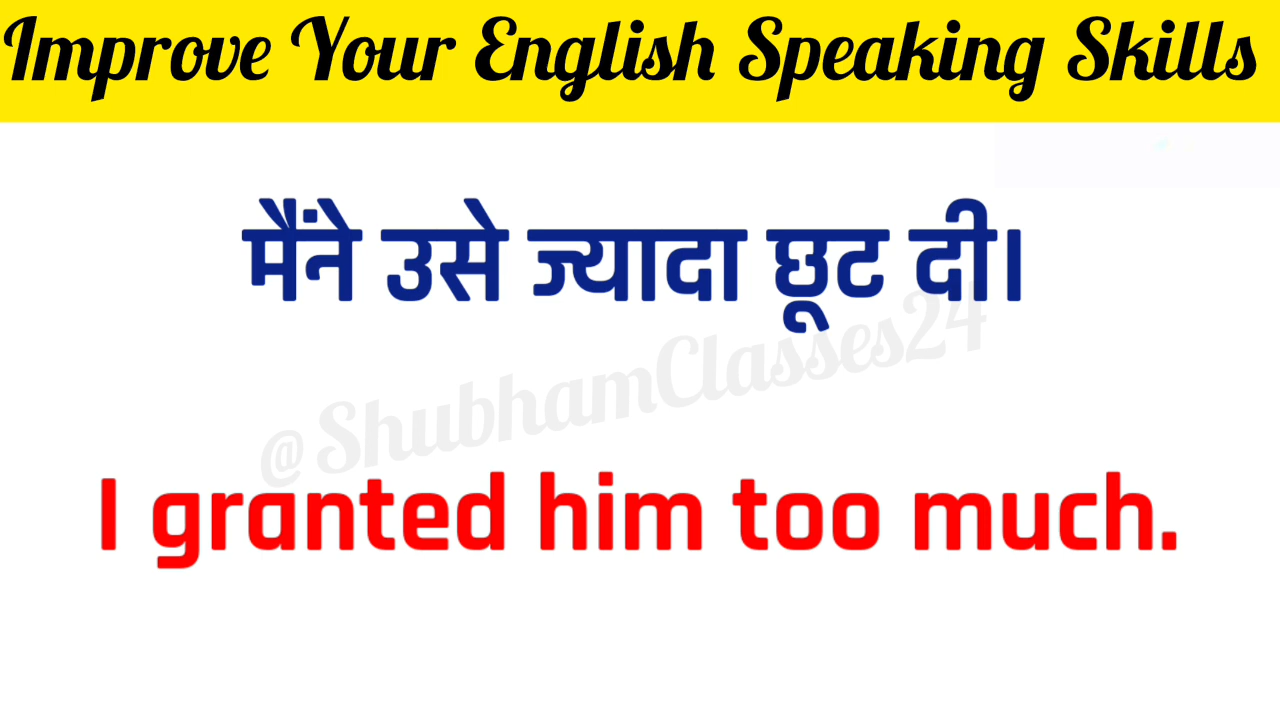 Improve Your English Speaking Skills
मैंने उसे ज्यादा छूट दी।
@ShubhamClasses24
I granted him too much.